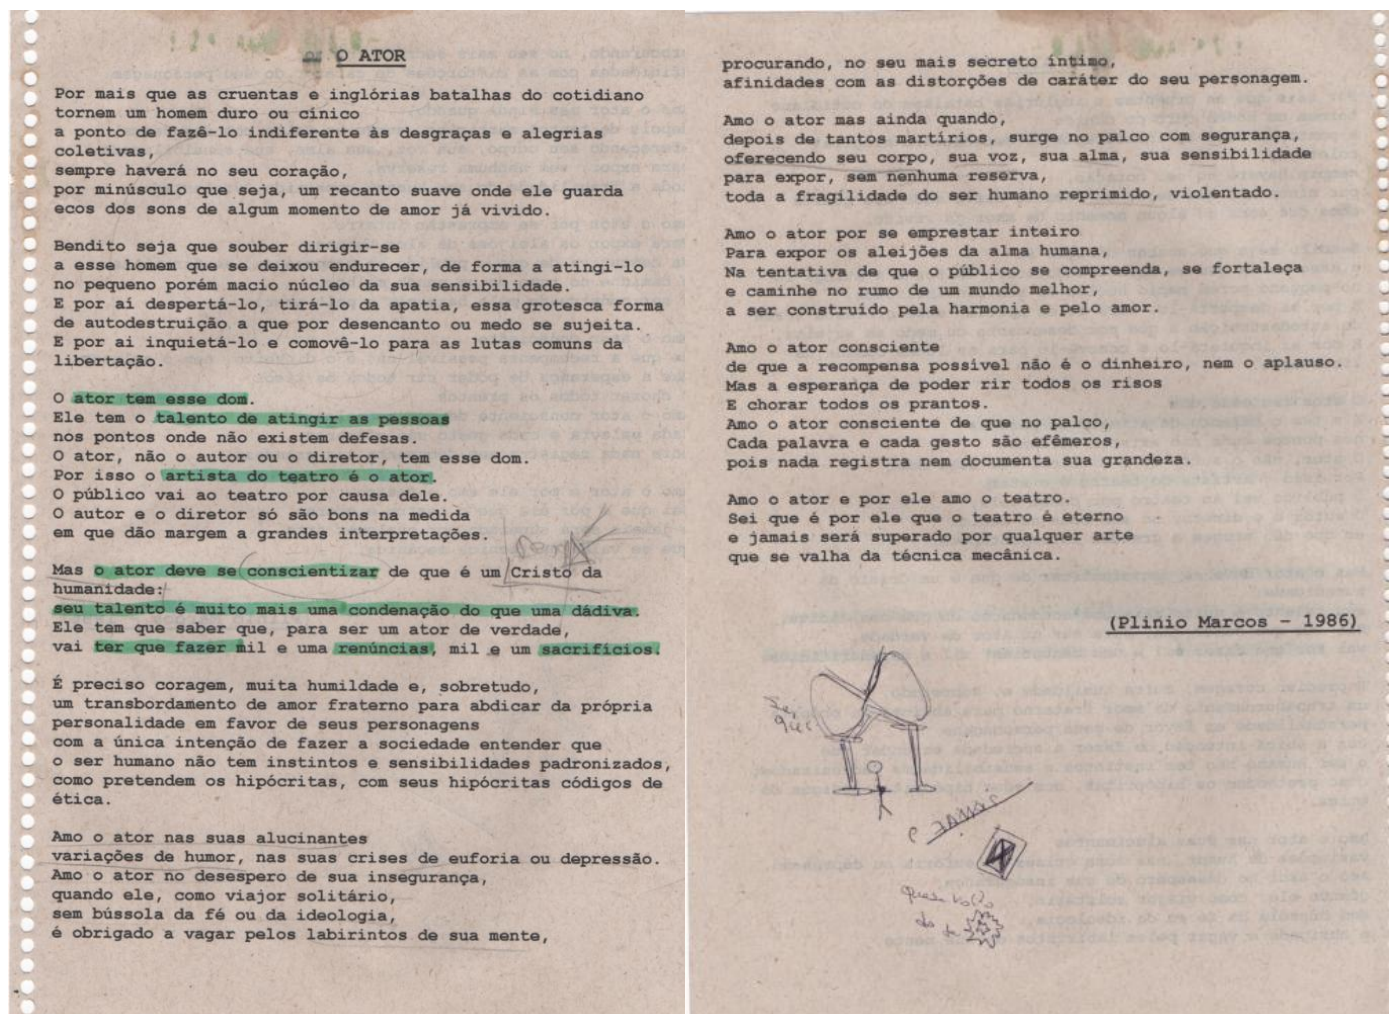 O ATOR
Por mais que as cruentas e inglórias batalhas do cotidiano
tornem um homem duro ou cínico
a ponto de fazê-lo indiferente às desgraças e alegrias
coletivas,
sempre haverá no seu coração,
por minúsculo que seja, um recanto suave onde ele guarda
ecos dos sons de algum momento de amor já vivido.
Bendito seja que souber dirigir-se
a esse homem que se deixou endurecer, de forma a atingi-lo
no pequeno porém macio núcleo da sua sensibilidade.
E por aí despertá-lo, tirá-lo da apatia, essa grotesca forma
de autodestruição a que por desencanto ou medo se sujeita.
E por ai inquietá-lo e comovê-lo para as lutas comuns da
libertação.
O ator tem esse dom.
Ele tem o talento de atingir as pessoas
nos pontos onde não existem defesas.
O ator, não o autor ou o diretor, tem esse dom.
Por isso o artista do teatro é o ator.
O público vai ao teatro por causa dele.
O autor e o diretor só são bons na medida
em que dão margem a grandes interpretações.
Mas o ator deve se conscientizar de que é um Cristo da
humanidade:
seu talento é muito mais uma condenação do que uma dádiva.
Ele tem que saber que, para ser um ator de verdade,
vai ter que fazer mil e uma renúncias, mil e um sacrifícios.
É preciso coragem, muita humildade e, sobretudo,
um transbordamento de amor fraterno para abdicar da própria
personalidade em favor de seus personagens
com a única intenção de fazer a sociedade entender que
o ser humano não tem instintos e sensibilidades padronizados,
como pretendem os hipócritas, com seus hipócritas códigos de
ética.
Amo o ator nas suas alucinantes
variações de humor, nas suas crises de euforia ou depressão.
Amo o ator no desespero de sua insegurança,
quando ele, como viajor solitário,
sem bússola da fé ou da ideologia,
é obrigado a vagar pelos labirintos de sua mente,
procurando, no seu mais secreto íntimo,
afinidades com as distorções de caráter do seu personagem.
Amo o ator mas ainda quando,
depois de tantos martírios, surge no palco com segurança,
oferecendo seu corpo, sua voz, sua alma, sua sensibilidade
para expor, sem nenhuma reserva,
toda a fragilidade do ser humano reprimido, violentado.
Amo o ator por se emprestar inteiro
Para expor os aleijões da alma humana,
Na tentativa de que o público se compreenda, se fortaleça
e caminhe no rumo de um mundo melhor,
a ser construído pela harmonia e pelo amor.
Amo o ator consciente
de que a recompensa possível não é o dinheiro, nem o aplauso.
Mas a esperança de poder rir todos os risos
E chorar todos os prantos.
Amo o ator consciente de que no palco,
Cada palavra e cada gesto são efêmeros,
pois nada registra nem documenta sua grandeza.
Amo o ator e por ele amo o teatro.
Sei que é por ele que o teatro é eterno
e jamais será superado por qualquer arte
que se valha da técnica mecânica.
(Plinio Marcos - 1986)